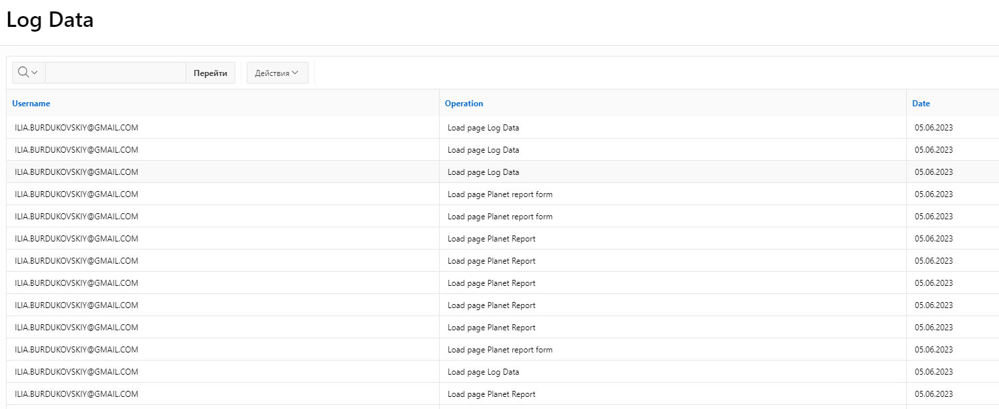 Log Data
Перейти Действия
Username Operation Date
ILIA.BURDUKOVSKIY@GMAIL.COM Load page Log Data 05.06.2023
ILIA.BURDUKOVSKIY@GMAIL.COM Load page Log Data 05.06.2023
ILIA.BURDUKOVSKIY@GMAIL.COM Load page Log Data 05.06.2023
ILIA.BURDUKOVSKIY@GMAIL.COM Load page Planet report form 05.06.2023
ILIA.BURDUKOVSKIY@GMAIL.COM Load page Planet report form 05.06.2023
ILIA.BURDUKOVSKIY@GMAIL.COM Load page Planet Report 05.06.2023
ILIA.BURDUKOVSKIY@GMAIL.COM Load page Planet Report 05.06.2023
ILIA.BURDUKOVSKIY@GMAIL.COM Load page Planet Report 05.06.2023
ILIA.BURDUKOVSKIY@GMAIL.COM Load page Planet Report 05.06.2023
ILIA.BURDUKOVSKIY@GMAIL.COM Load page Planet Report 05.06.2023
ILIA.BURDUKOVSKIY@GMAIL.COM Load page Planet report form 05.06.2023
ILIA.BURDUKOVSKIY@GMAIL.COM Load page Log Data 05.06.2023
ILIA.BURDUKOVSKIY@GMAIL.COM Load page Planet Report 05.06.2023